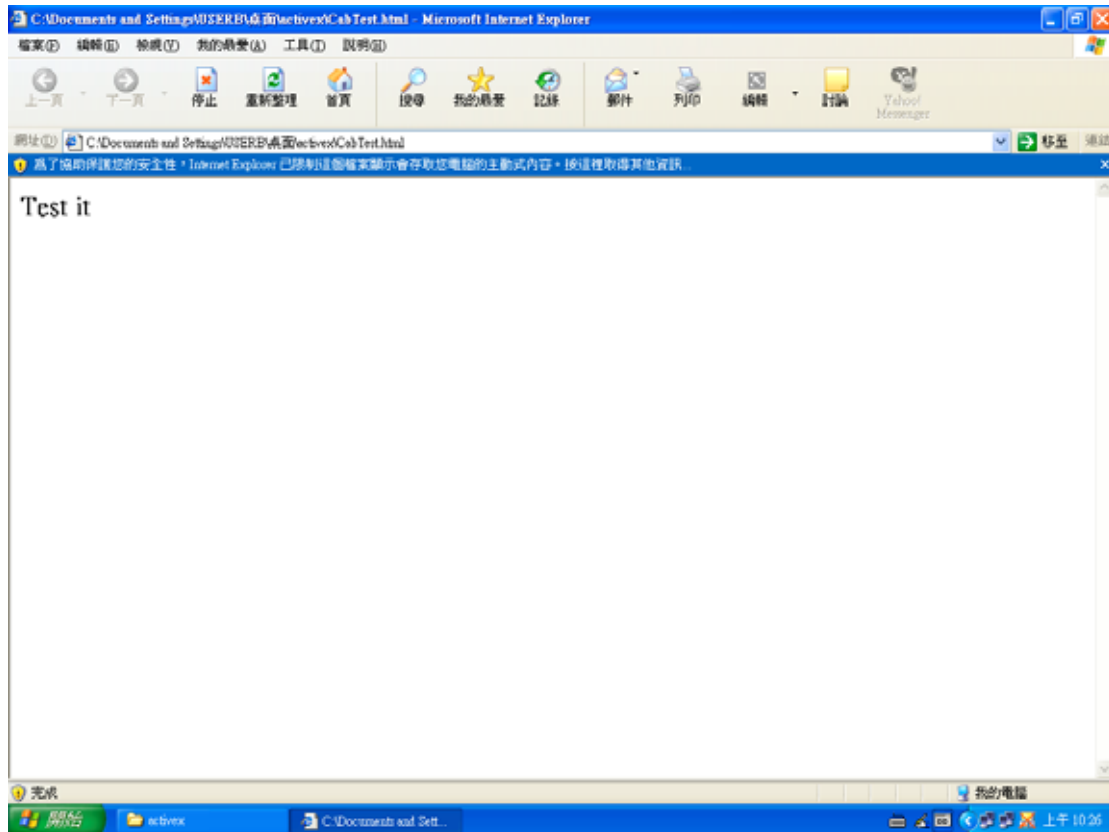 C:\Documents and Settings\USERB\桌面\activex\CabTest.html - Microsoft Internet Explorer
檔案(F) 編輯(E) 檢視(V) 我的最愛(A) 工具(T) 說明(H)
上一頁 下一頁 停止 重新整理 首頁 搜尋 我的最愛 記錄 郵件 列印 編輯 討論 Yahoo! Messenger
網址(D) C:\Documents and Settings\USERB\桌面\activex\CabTest.html 移至 連結
為了協助保護您的安全性，Internet Explorer 已限制這個檔案顯示會存取您電腦的主動式內容。按這裡取得其他資訊...
Test it
完成 我的電腦
開始 activex C:\Documents and Sett... 上午 10:26